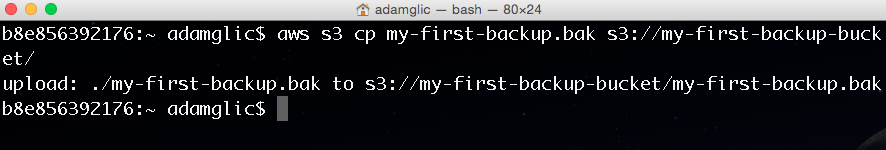 adamglic — bash — 80×24
b8e856392176:~ adamglic$ aws s3 cp my-first-backup.bak s3://my-first-backup-buck
et/
upload: ./my-first-backup.bak to s3://my-first-backup-bucket/my-first-backup.bak
b8e856392176:~ adamglic$